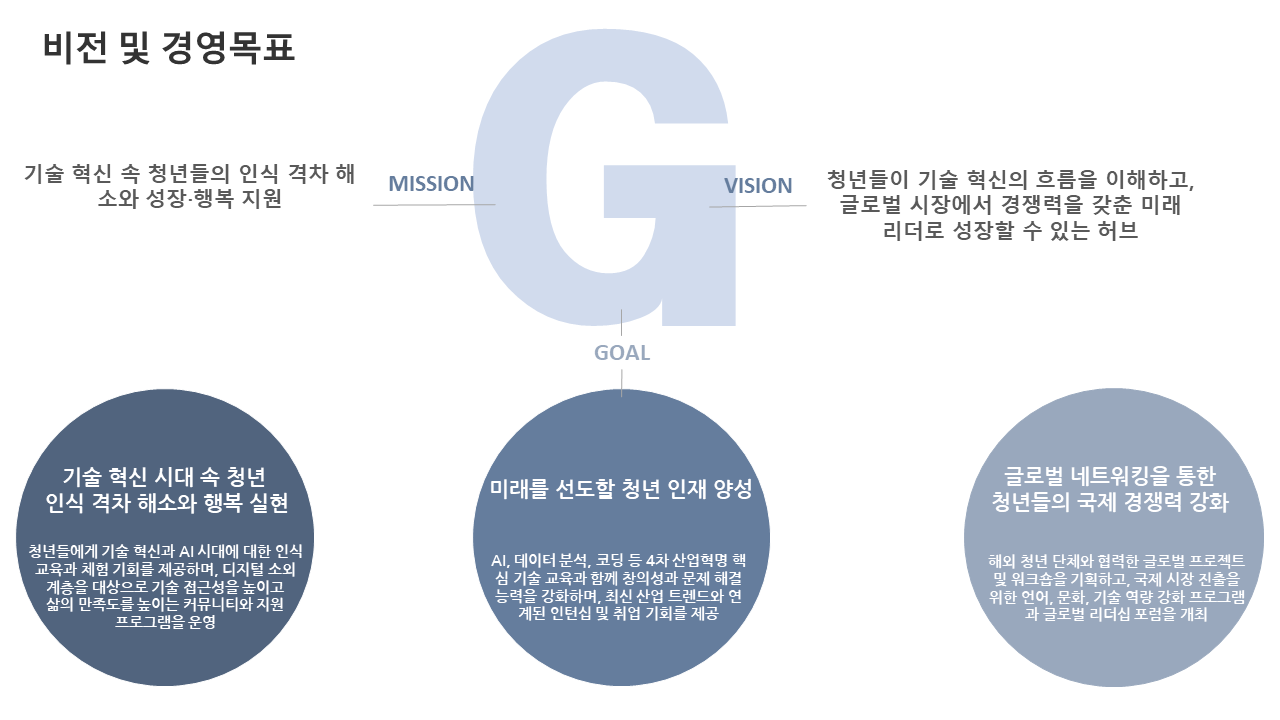 비전 및 경영목표
G
기술 혁신 속 청년들의 인식 격차 해
소와 성장·행복 지원
MISSION
VISION
청년들이 기술 혁신의 흐름을 이해하고,
글로벌 시장에서 경쟁력을 갖춘 미래
리더로 성장할 수 있는 허브
GOAL
기술 혁신 시대 속 청년
인식 격차 해소와 행복 실현
청년들에게 기술 혁신과 AI 시대에 대한 인식
교육과 체험 기회를 제공하며, 디지털 소외
계층을 대상으로 기술 접근성을 높이고
삶의 만족도를 높이는 커뮤니티와 지원
프로그램을 운영
미래를 선도할 청년 인재 양성
AI, 데이터 분석, 코딩 등 4차 산업혁명 핵
심 기술 교육과 함께 창의성과 문제 해결
능력을 강화하며, 최신 산업 트렌드와 연
계된 인턴십 및 취업 기회를 제공
글로벌 네트워킹을 통한
청년들의 국제 경쟁력 강화
해외 청년 단체와 협력한 글로벌 프로젝트
및 워크숍을 기획하고, 국제 시장 진출을
위한 언어, 문화, 기술 역량 강화 프로그램
과 글로벌 리더십 포럼을 개최